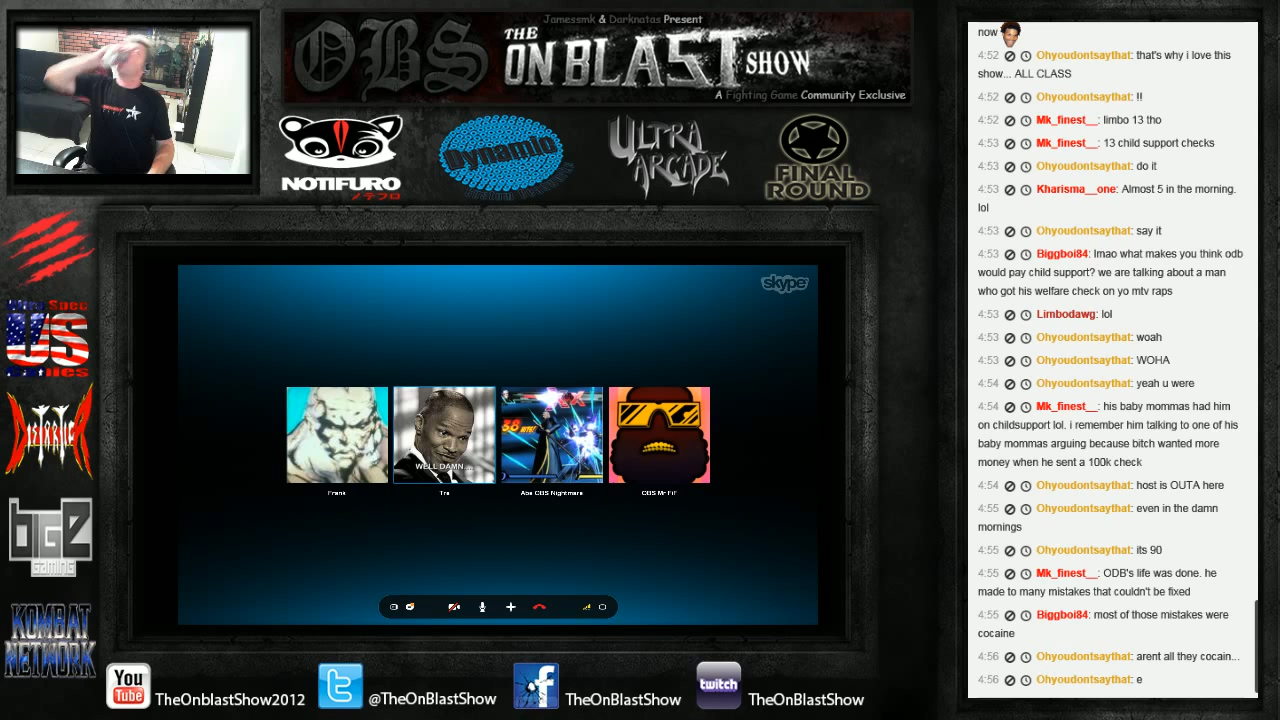 Jamessmk & Darknatas Present
OBS
THE
ON BLAST
SHOW
A Fighting Game Community Exclusive
NOTIFURO
ノチフロ
Dynamic
ULTRA
ARCADE
FINAL
ROUND
US
BIGE
GAMING
KOMBAT
NETWORK
skype
WELL DAMN....
Frank
Tra
Aba OBS Nightmare
OBS Mr FiF
You
Tube
TheOnblastShow2012
@TheOnBlastShow
TheOnBlastShow
twitch
TheOnBlastShow
now
4:52 Ohyoudontsaythat: that's why i love this
show... ALL CLASS
4:52 Ohyoudontsaythat: !!
4:52 Mk_finest__: limbo 13 tho
4:53 Mk_finest__: 13 child support checks
4:53 Ohyoudontsaythat: do it
4:53 Kharisma__one: Almost 5 in the morning.
lol
4:53 Ohyoudontsaythat: say it
4:53 Biggboi84: lmao what makes you think odb
would pay child support? we are talking about a man
who got his welfare check on yo mtv raps
4:53 Limbodawg: lol
4:53 Ohyoudontsaythat: woah
4:53 Ohyoudontsaythat: WOHA
4:54 Ohyoudontsaythat: yeah u were
4:54 Mk_finest__: his baby mommas had him
on childsupport lol. i remember him talking to one of his
baby mommas arguing because bitch wanted more
money when he sent a 100k check
4:54 Ohyoudontsaythat: host is OUTA here
4:55 Ohyoudontsaythat: even in the damn
mornings
4:55 Ohyoudontsaythat: its 90
4:55 Mk_finest__: ODB's life was done. he
made to many mistakes that couldn't be fixed
4:55 Biggboi84: most of those mistakes were
cocaine
4:56 Ohyoudontsaythat: arent all they cocain...
4:56 Ohyoudontsaythat: e